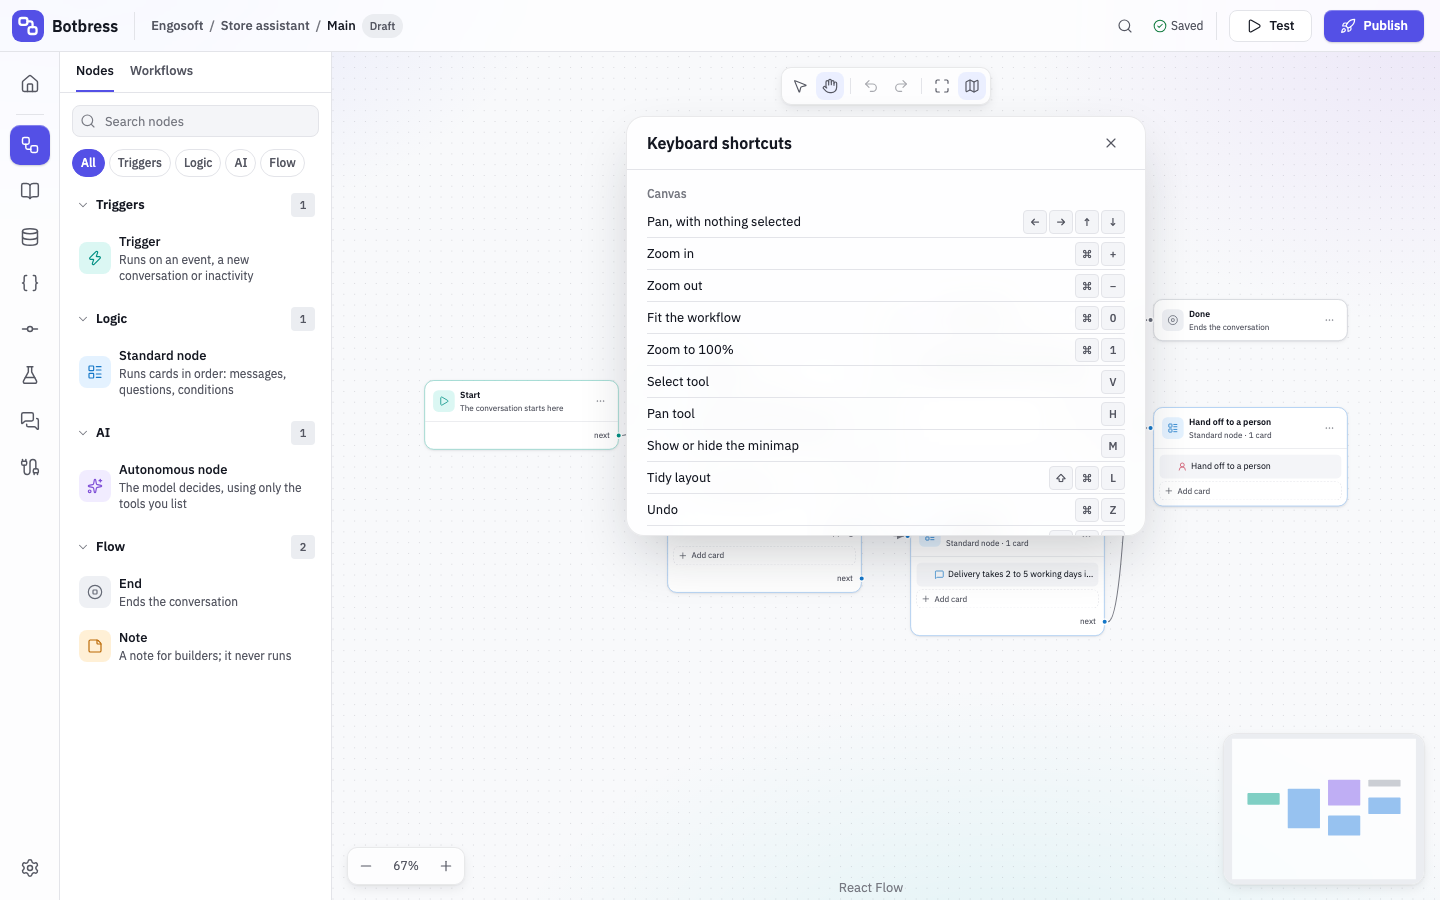 Botbress
Engosoft / Store assistant / Main Draft
Saved
Test
Publish
Nodes Workflows
Search nodes
All Triggers Logic AI Flow
Triggers 1
Trigger
Runs on an event, a new
conversation or inactivity
Logic 1
Standard node
Runs cards in order: messages,
questions, conditions
AI 1
Autonomous node
The model decides, using only the
tools you list
Flow 2
End
Ends the conversation
Note
A note for builders; it never runs
Keyboard shortcuts
Canvas
Pan, with nothing selected ← → ↑ ↓
Zoom in ⌘ +
Zoom out ⌘ −
Fit the workflow ⌘ 0
Zoom to 100% ⌘ 1
Select tool V
Pan tool H
Show or hide the minimap M
Tidy layout ⇧ ⌘ L
Undo ⌘ Z
Start
The conversation starts here
next
Done
Ends the conversation
Hand off to a person
Standard node · 1 card
Hand off to a person
+ Add card
+ Add card
next
Standard node · 1 card
Delivery takes 2 to 5 working days i...
+ Add card
next
67%
React Flow